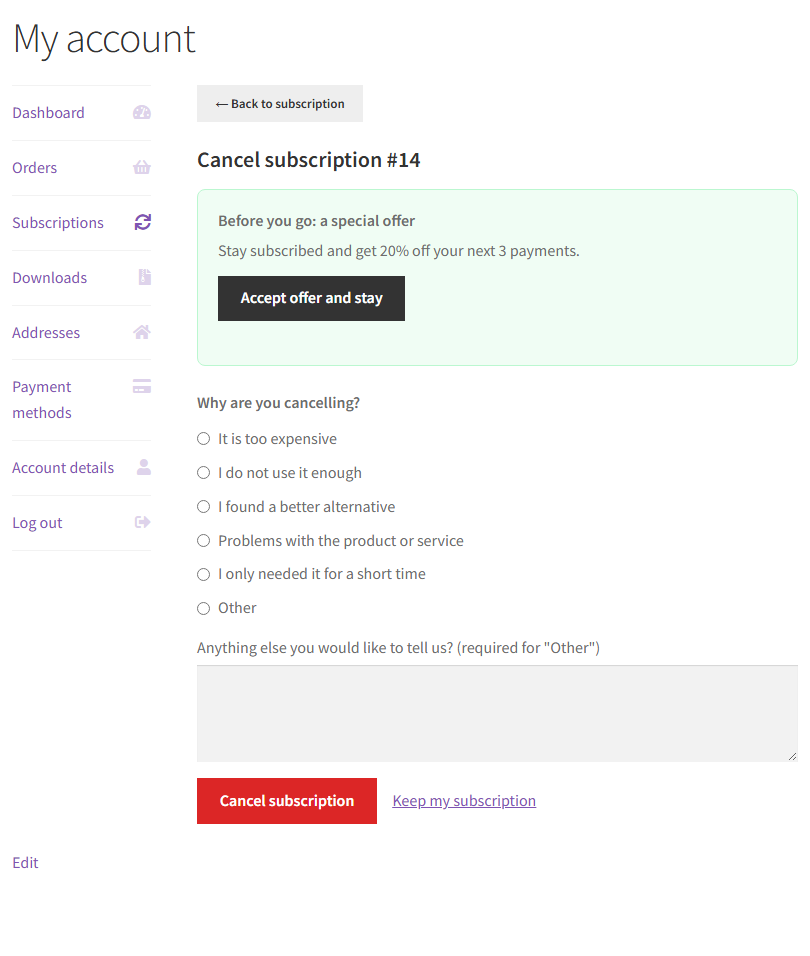 My account
Dashboard
Orders
Subscriptions
Downloads
Addresses
Payment
methods
Account details
Log out
← Back to subscription
Cancel subscription #14
Before you go: a special offer
Stay subscribed and get 20% off your next 3 payments.
Accept offer and stay
Why are you cancelling?
It is too expensive
I do not use it enough
I found a better alternative
Problems with the product or service
I only needed it for a short time
Other
Anything else you would like to tell us? (required for "Other")
Cancel subscription
Keep my subscription
Edit